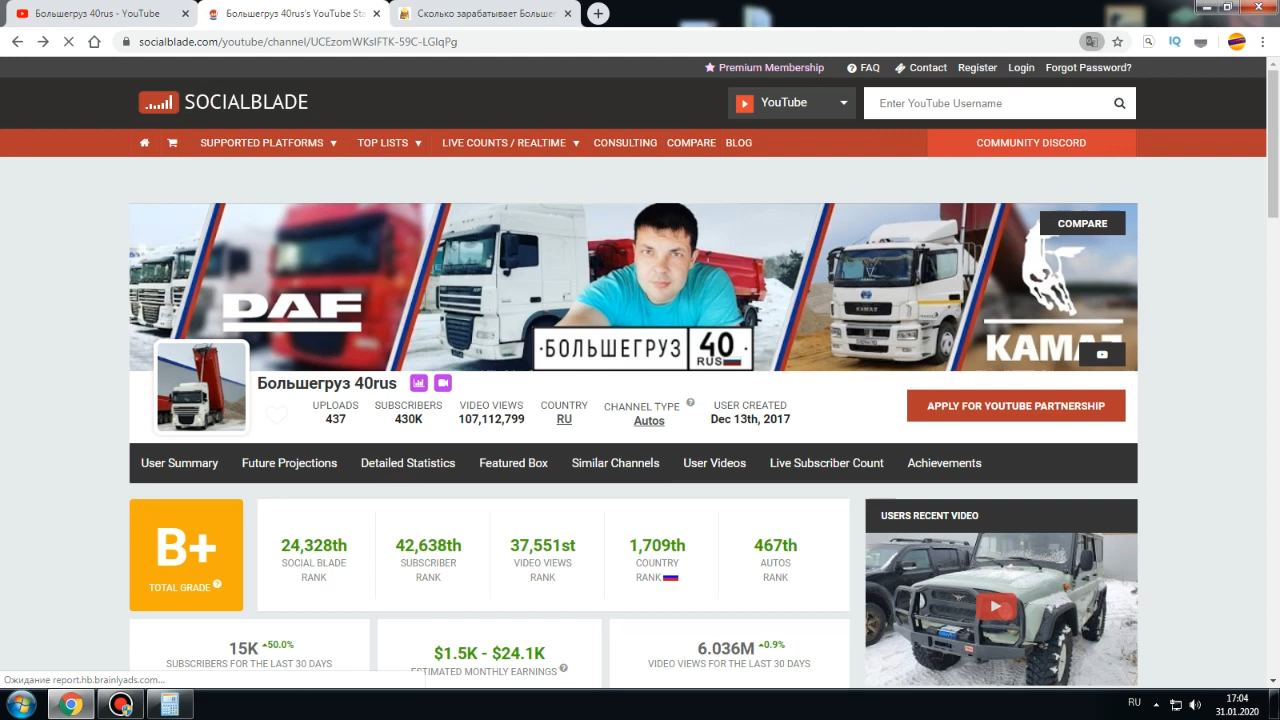 Большегруз 40rus - YouTube
Большегруз 40rus's YouTube Sta
Сколько зарабатывает Большег
socialblade.com/youtube/channel/UCEzomWKsIFTK-59C-LGlqPg
Premium Membership
FAQ
Contact
Register
Login
Forgot Password?
SOCIALBLADE
YouTube
Enter YouTube Username
SUPPORTED PLATFORMS
TOP LISTS
LIVE COUNTS / REALTIME
CONSULTING
COMPARE
BLOG
COMMUNITY DISCORD
COMPARE
DAF
·БОЛЬШЕГРУЗ· 40
RUS
KAMAZ
KAMAZ
Большегруз 40rus
UPLOADS
437
SUBSCRIBERS
430K
VIDEO VIEWS
107,112,799
COUNTRY
RU
CHANNEL TYPE
Autos
USER CREATED
Dec 13th, 2017
APPLY FOR YOUTUBE PARTNERSHIP
User Summary
Future Projections
Detailed Statistics
Featured Box
Similar Channels
User Videos
Live Subscriber Count
Achievements
B+
TOTAL GRADE
24,328th
SOCIAL BLADE
RANK
42,638th
SUBSCRIBER
RANK
37,551st
VIDEO VIEWS
RANK
1,709th
COUNTRY
RANK
467th
AUTOS
RANK
USERS RECENT VIDEO
15K 50.0%
SUBSCRIBERS FOR THE LAST 30 DAYS
$1.5K - $24.1K
ESTIMATED MONTHLY EARNINGS
6.036M 0.9%
VIDEO VIEWS FOR THE LAST 30 DAYS
Ожидание report.hb.brainlyads.com...
RU
17:04
31.01.2020